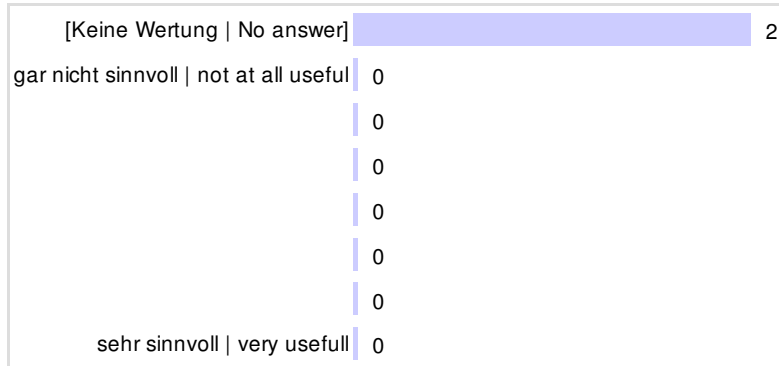 [Keine Wertung | No answer] 2
gar nicht sinnvoll | not at all useful 0
0
0
0
0
0
sehr sinnvoll | very usefull 0